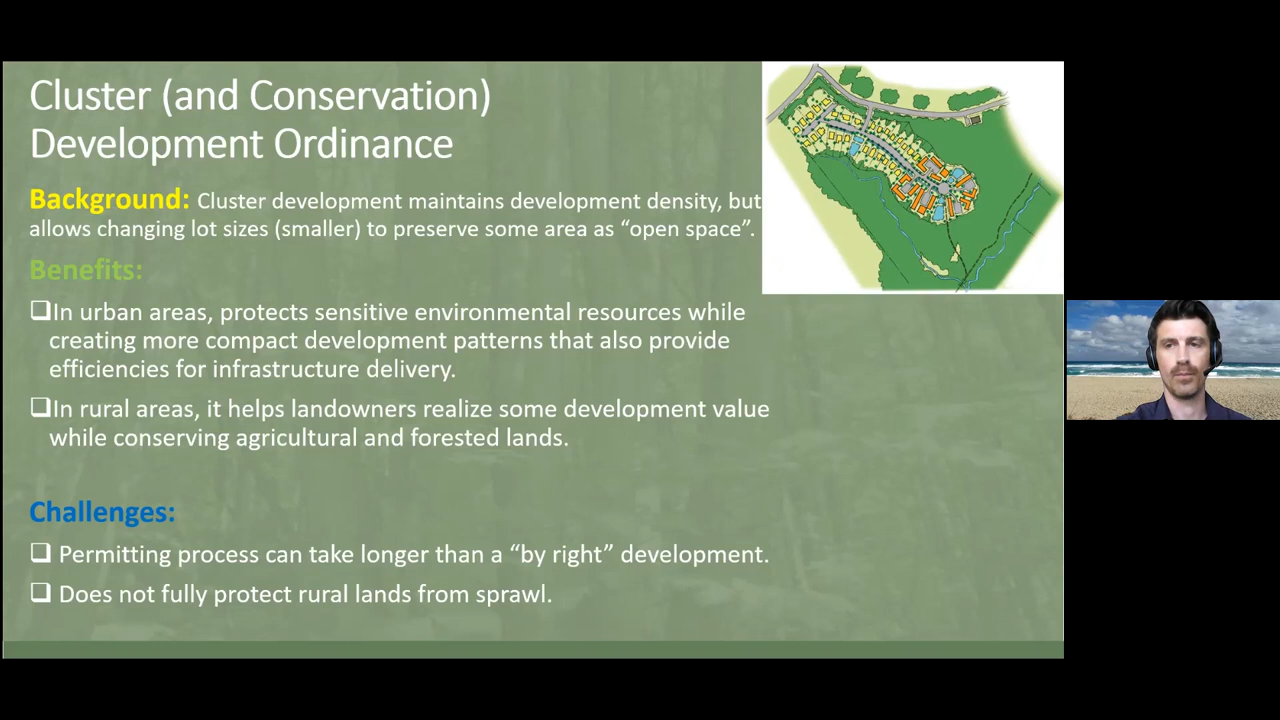 Cluster (and Conservation)
Development Ordinance
Background: Cluster development maintains development density, but
allows changing lot sizes (smaller) to preserve some area as “open space”.
Benefits:
❑In urban areas, protects sensitive environmental resources while
creating more compact development patterns that also provide
efficiencies for infrastructure delivery.
❑In rural areas, it helps landowners realize some development value
while conserving agricultural and forested lands.
Challenges:
❑ Permitting process can take longer than a “by right” development.
❑ Does not fully protect rural lands from sprawl.